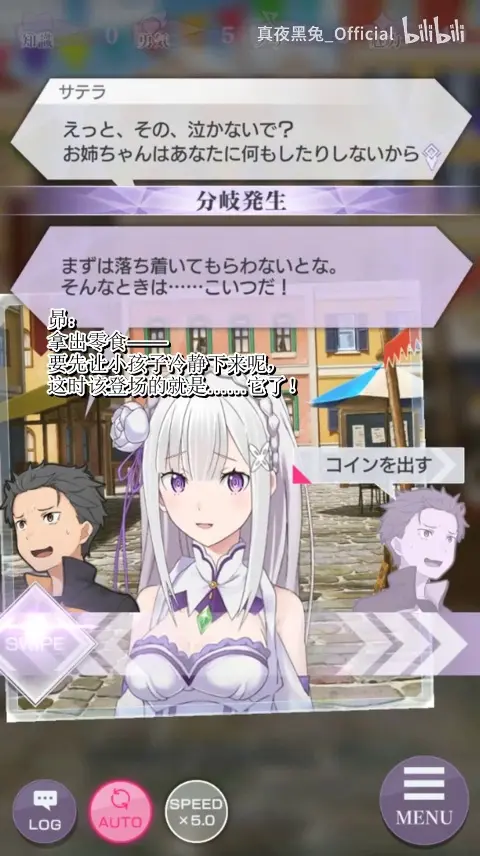 真夜黑兔_Official bilibili
知識 0 勇気 5
サテラ
えっと、その、泣かないで？
お姉ちゃんはあなたに何もしたりしないから
分岐発生
まずは落ち着いてもらわないとな。
そんなときは……こいつだ！
昴：
拿出零食——
要先让小孩子冷静下来呢，
这时该登场的就是……它了！
コインを出す
SWIPE
LOG
AUTO
SPEED
×5.0
MENU